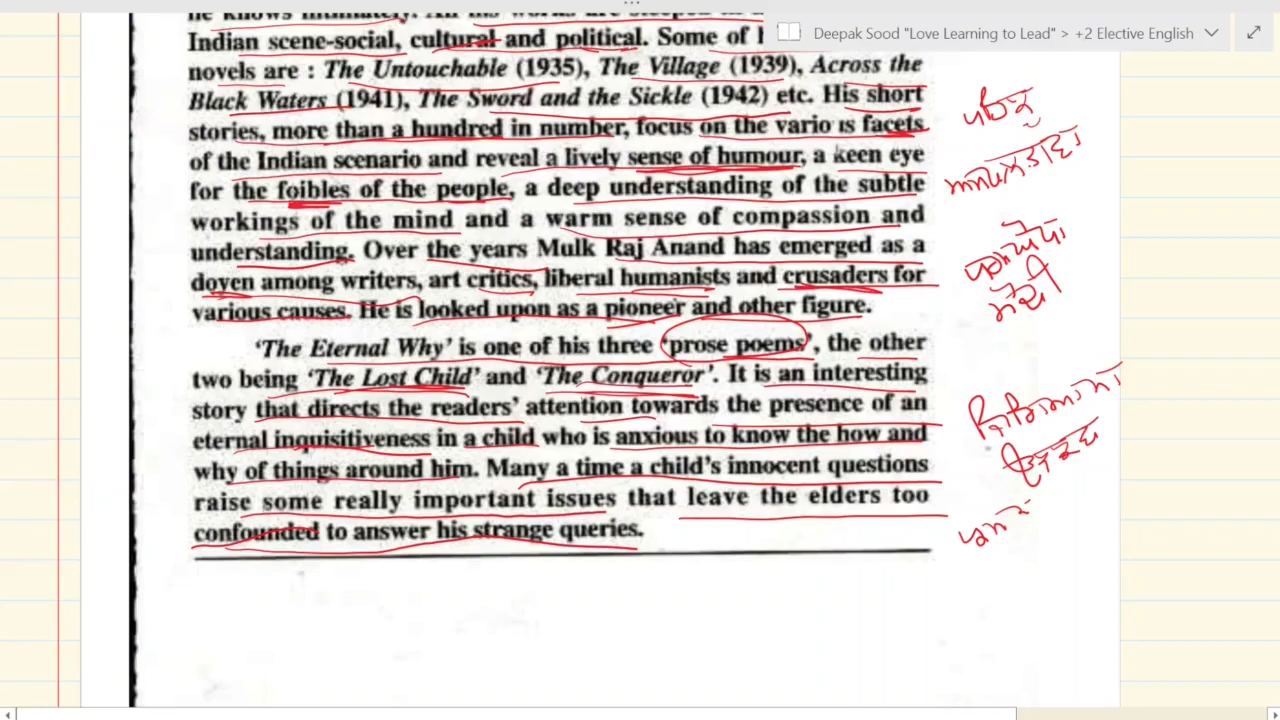 Deepak Sood "Love Learning to Lead" > +2 Elective English
Indian scene-social, cultural and political. Some of
novels are : The Untouchable (1935), The Village (1939), Across the
Black Waters (1941), The Sword and the Sickle (1942) etc. His short
stories, more than a hundred in number, focus on the various facets
of the Indian scenario and reveal a lively sense of humour, a keen eye
for the foibles of the people, a deep understanding of the subtle
workings of the mind and a warm sense of compassion and
understanding. Over the years Mulk Raj Anand has emerged as a
doyen among writers, art critics, liberal humanists and crusaders for
various causes. He is looked upon as a pioneer and other figure.
'The Eternal Why' is one of his three 'prose poems', the other
two being 'The Lost Child' and 'The Conqueror'. It is an interesting
story that directs the readers' attention towards the presence of an
eternal inquisitiveness in a child who is anxious to know the how and
why of things around him. Many a time a child's innocent questions
raise some really important issues that leave the elders too
confounded to answer his strange queries.